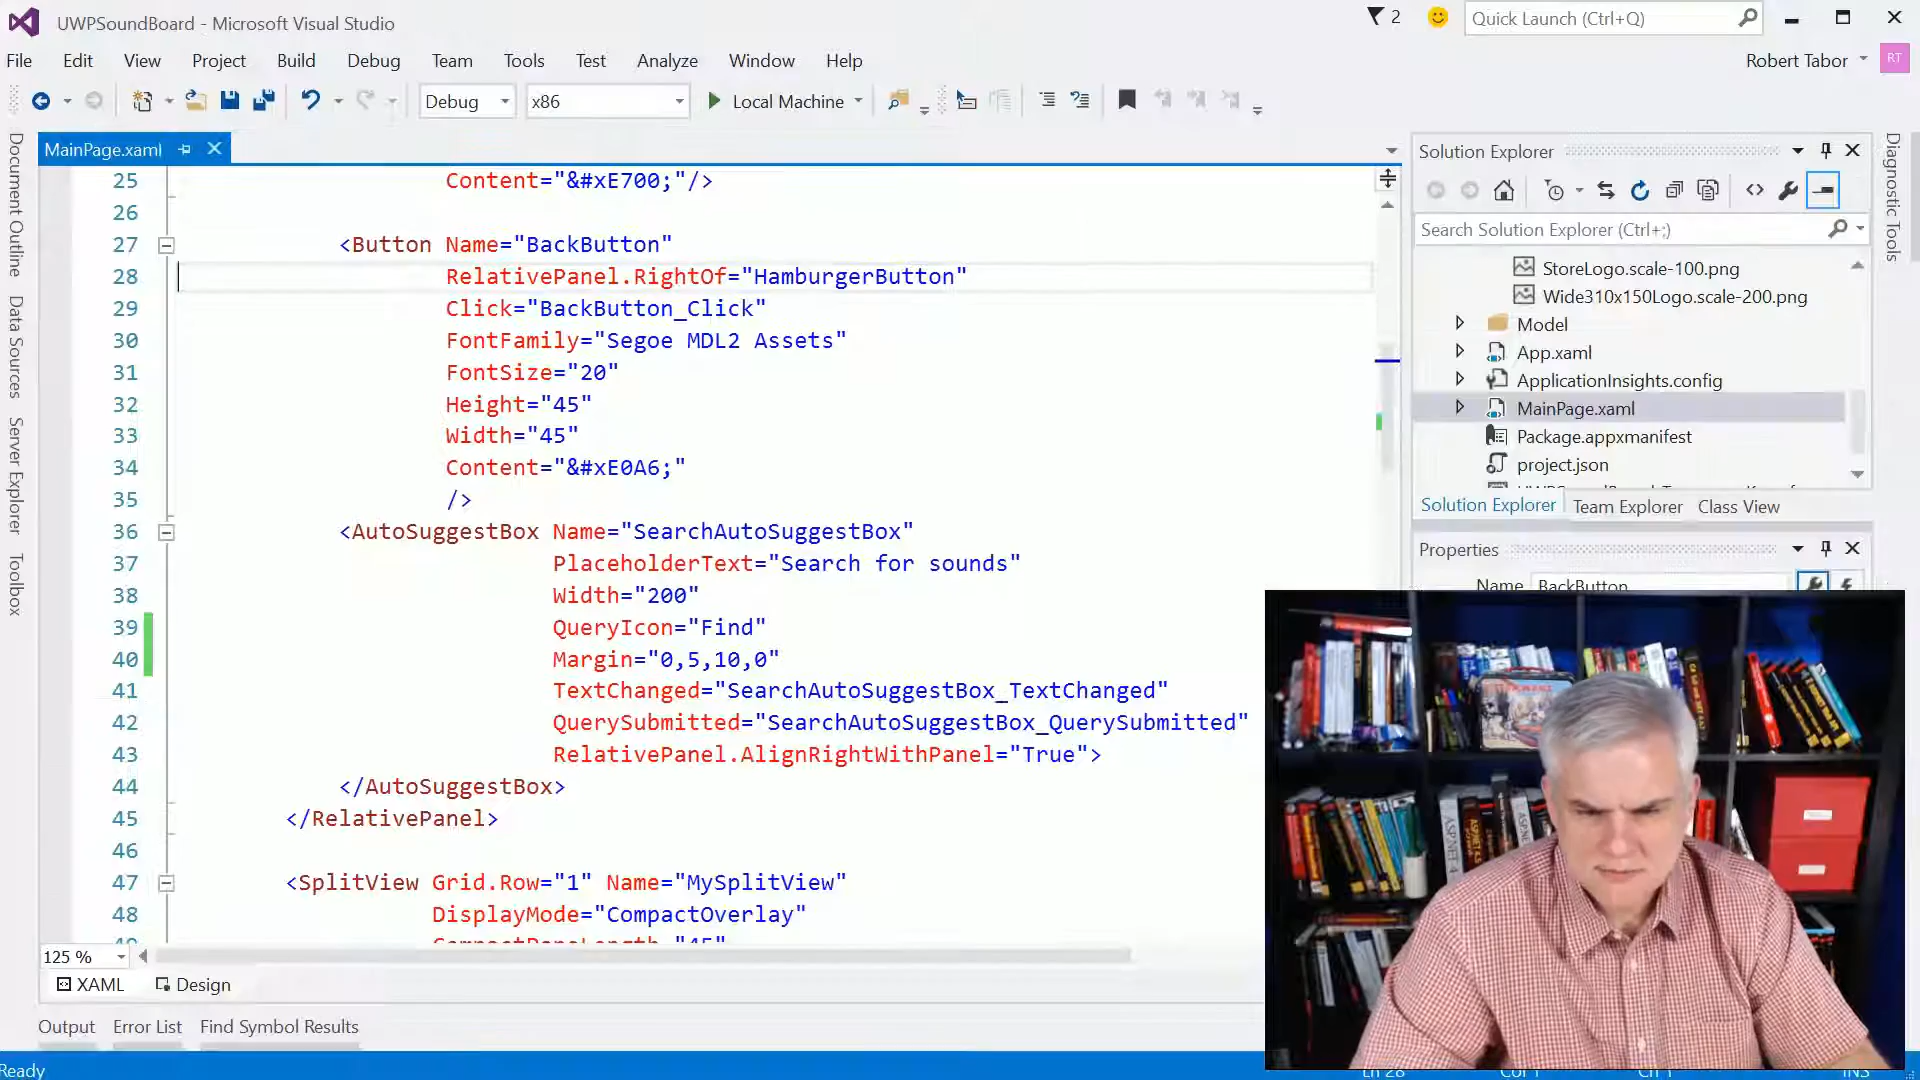 UWPSoundBoard - Microsoft Visual Studio
2
Quick Launch (Ctrl+Q)
File Edit View Project Build Debug Team Tools Test Analyze Window Help
Robert Tabor
RT
Debug
x86
Local Machine
Document Outline
Data Sources
Server Explorer
Toolbox
MainPage.xaml
25 Content="&#xE700;"/>
26
27 <Button Name="BackButton"
28 RelativePanel.RightOf="HamburgerButton"
29 Click="BackButton_Click"
30 FontFamily="Segoe MDL2 Assets"
31 FontSize="20"
32 Height="45"
33 Width="45"
34 Content="&#xE0A6;"
35 />
36 <AutoSuggestBox Name="SearchAutoSuggestBox"
37 PlaceholderText="Search for sounds"
38 Width="200"
39 QueryIcon="Find"
40 Margin="0,5,10,0"
41 TextChanged="SearchAutoSuggestBox_TextChanged"
42 QuerySubmitted="SearchAutoSuggestBox_QuerySubmitted"
43 RelativePanel.AlignRightWithPanel="True">
44 </AutoSuggestBox>
45 </RelativePanel>
46
47 <SplitView Grid.Row="1" Name="MySplitView"
48 DisplayMode="CompactOverlay"
125 %
XAML Design
Output Error List Find Symbol Results
Ready
Solution Explorer
Search Solution Explorer (Ctrl+;)
StoreLogo.scale-100.png
Wide310x150Logo.scale-200.png
Model
App.xaml
ApplicationInsights.config
MainPage.xaml
Package.appxmanifest
project.json
Solution Explorer Team Explorer Class View
Properties
Name BackButton
Diagnostic Tools